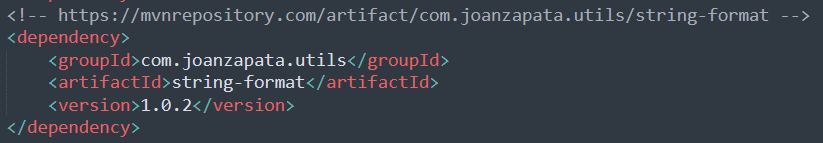 <!-- https://mvnrepository.com/artifact/com.joanzapata.utils/string-format -->
<dependency>
    <groupId>com.joanzapata.utils</groupId>
    <artifactId>string-format</artifactId>
    <version>1.0.2</version>
</dependency>